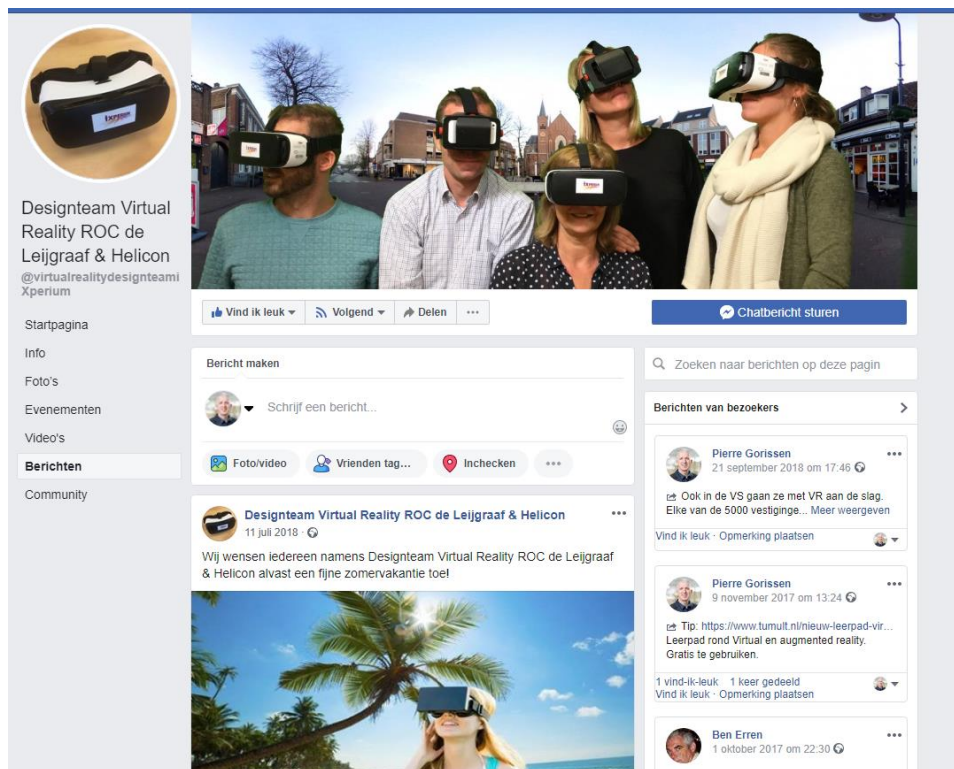 Designteam Virtual
Reality ROC de
Leijgraaf & Helicon
@virtualrealitydesignteami
Xperium
Startpagina
Info
Foto's
Evenementen
Video's
Berichten
Community
Vind ik leuk
Volgend
Delen
Chatbericht sturen
Bericht maken
Schrijf een bericht...
Foto/video
Vrienden tag...
Inchecken
Designteam Virtual Reality ROC de Leijgraaf & Helicon
11 juli 2018
Wij wensen iedereen namens Designteam Virtual Reality ROC de Leijgraaf
& Helicon alvast een fijne zomervakantie toe!
Zoeken naar berichten op deze pagin
Berichten van bezoekers
Pierre Gorissen
21 september 2018 om 17:46
Ook in de VS gaan ze met VR aan de slag.
Elke van de 5000 vestiginge... Meer weergeven
Vind ik leuk · Opmerking plaatsen
Pierre Gorissen
9 november 2017 om 13:24
Tip: https://www.tumult.nl/nieuw-leerpad-vir...
Leerpad rond Virtual en augmented reality.
Gratis te gebruiken.
1 vind-ik-leuk 1 keer gedeeld
Vind ik leuk · Opmerking plaatsen
Ben Erren
1 oktober 2017 om 22:30